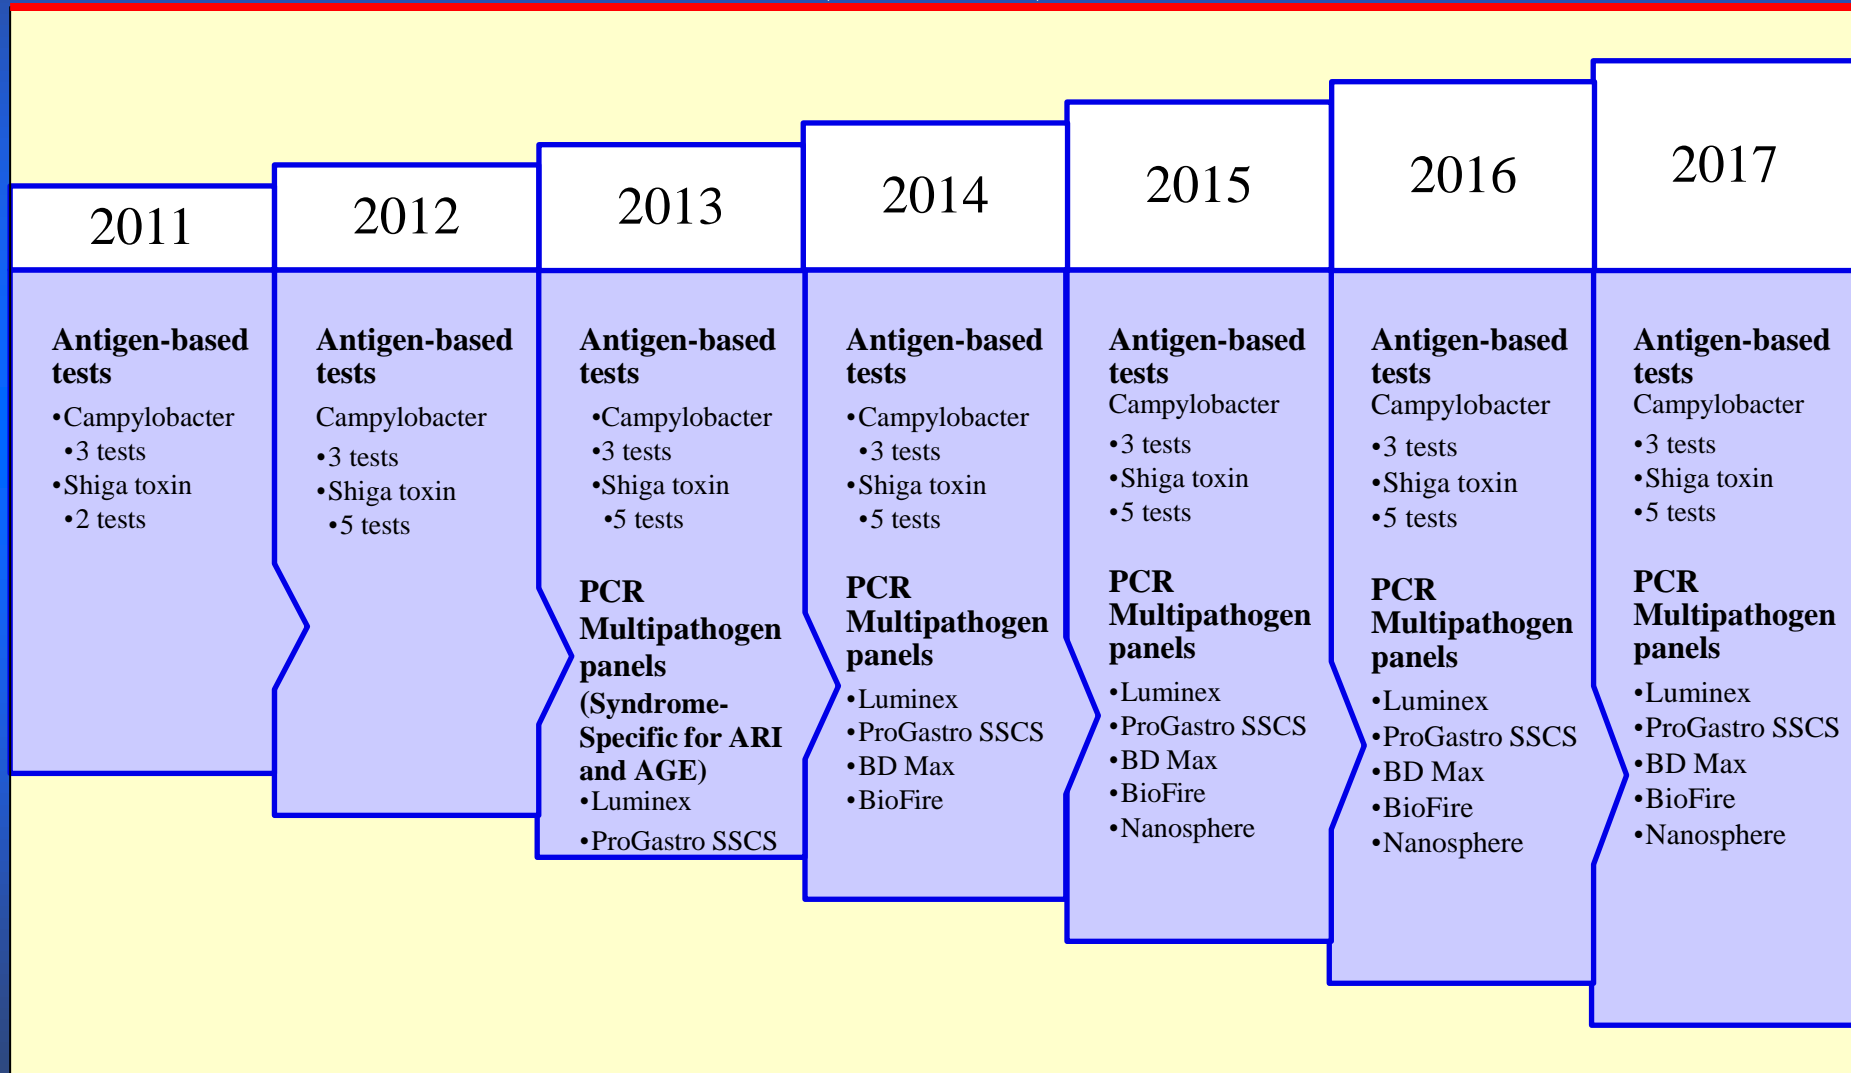 2011
Antigen-based
tests
•Campylobacter
•3 tests
•Shiga toxin
•2 tests
2012
Antigen-based
tests
Campylobacter
•3 tests
•Shiga toxin
•5 tests
2013
Antigen-based
tests
•Campylobacter
•3 tests
•Shiga toxin
•5 tests
PCR
Multipathogen
panels
(Syndrome-
Specific for ARI
and AGE)
•Luminex
•ProGastro SSCS
2014
Antigen-based
tests
•Campylobacter
•3 tests
•Shiga toxin
•5 tests
PCR
Multipathogen
panels
•Luminex
•ProGastro SSCS
•BD Max
•BioFire
2015
Antigen-based
tests
Campylobacter
•3 tests
•Shiga toxin
•5 tests
PCR
Multipathogen
panels
•Luminex
•ProGastro SSCS
•BD Max
•BioFire
•Nanosphere
2016
Antigen-based
tests
Campylobacter
•3 tests
•Shiga toxin
•5 tests
PCR
Multipathogen
panels
•Luminex
•ProGastro SSCS
•BD Max
•BioFire
•Nanosphere
2017
Antigen-based
tests
Campylobacter
•3 tests
•Shiga toxin
•5 tests
PCR
Multipathogen
panels
•Luminex
•ProGastro SSCS
•BD Max
•BioFire
•Nanosphere